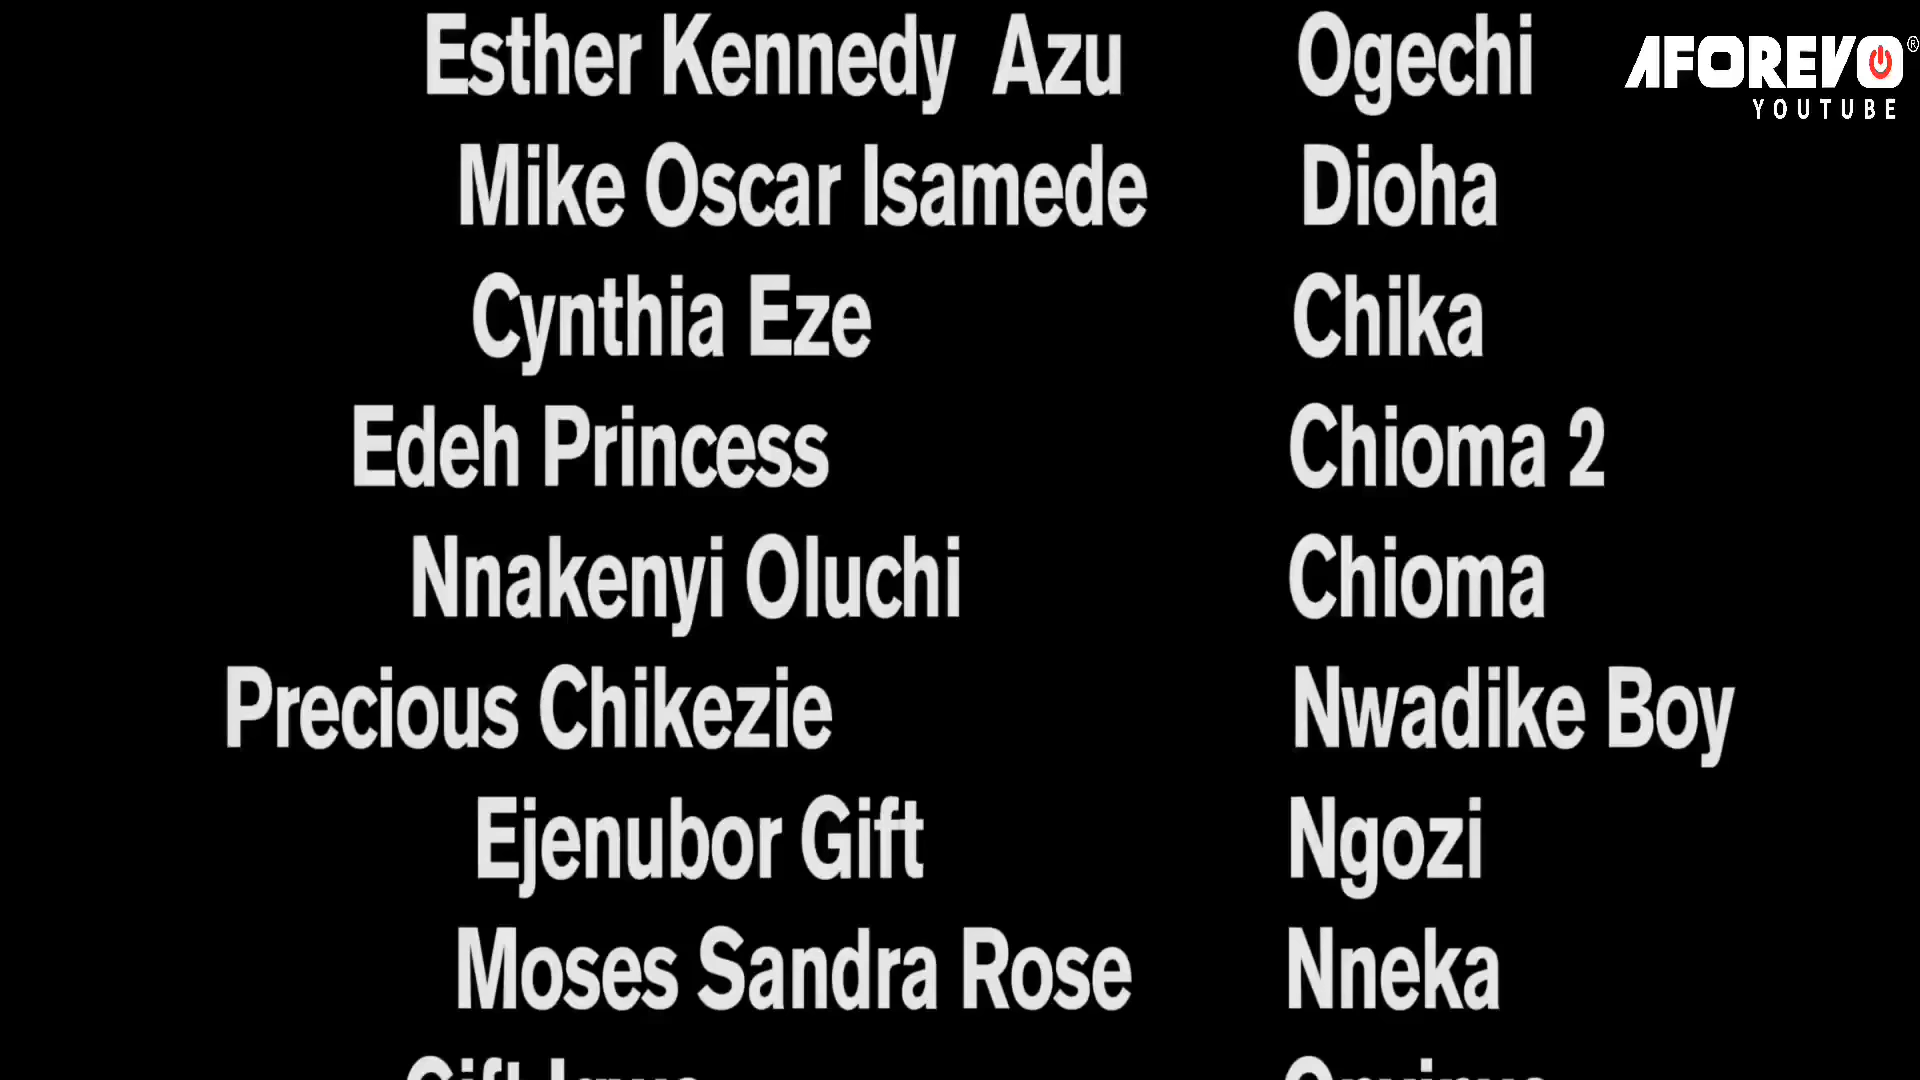 Esther Kennedy Azu Ogechi
AFOREVO®
YOUTUBE
Mike Oscar Isamede Dioha
Cynthia Eze Chika
Edeh Princess Chioma 2
Nnakenyi Oluchi Chioma
Precious Chikezie Nwadike Boy
Ejenubor Gift Ngozi
Moses Sandra Rose Nneka
Gift